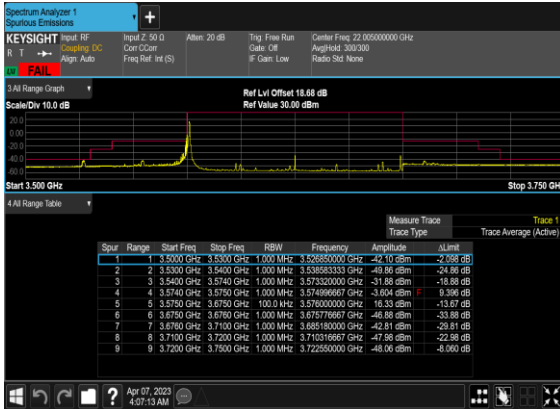 Spectrum Analyzer 1
Spurious Emissions
+
KEYSIGHT Input: RF Input Z: 50 Ω Atten: 20 dB Trig: Free Run Center Freq: 22.005000000 GHz
R T Coupling: DC Corr CCorr Gate: Off Avg|Hold: 300/300
Align: Auto Freq Ref: Int (S) IF Gain: Low Radio Std: None
FAIL
3 All Range Graph
Ref Lvl Offset 18.68 dB
Scale/Div 10.0 dB Ref Value 30.00 dBm
20.0
0.00
-20.0
-40.0
-60.0
Start 3.500 GHz Stop 3.750 GH
4 All Range Table
Measure Trace Trace 1
Trace Type Trace Average (Active)
Spur Range Start Freq Stop Freq RBW Frequency Amplitude ΔLimit
1 1 3.5000 GHz 3.5300 GHz 1.000 MHz 3.526850000 GHz -42.10 dBm -2.098 dB
2 2 3.5300 GHz 3.5400 GHz 1.000 MHz 3.538583333 GHz -49.86 dBm -24.86 dB
3 3 3.5400 GHz 3.5740 GHz 1.000 MHz 3.573320000 GHz -31.88 dBm -18.88 dB
4 4 3.5740 GHz 3.5750 GHz 1.000 MHz 3.574996667 GHz -3.604 dBm F 9.396 dB
5 5 3.5750 GHz 3.6750 GHz 100.0 kHz 3.576000000 GHz 16.33 dBm -13.67 dB
6 6 3.6750 GHz 3.6760 GHz 1.000 MHz 3.675776667 GHz -46.88 dBm -33.88 dB
7 7 3.6760 GHz 3.7100 GHz 1.000 MHz 3.685180000 GHz -42.81 dBm -29.81 dB
8 8 3.7100 GHz 3.7200 GHz 1.000 MHz 3.710316667 GHz -47.98 dBm -22.98 dB
9 9 3.7200 GHz 3.7500 GHz 1.000 MHz 3.722550000 GHz -48.06 dBm -8.060 dB
? Apr 07, 2023
4:07:13 AM